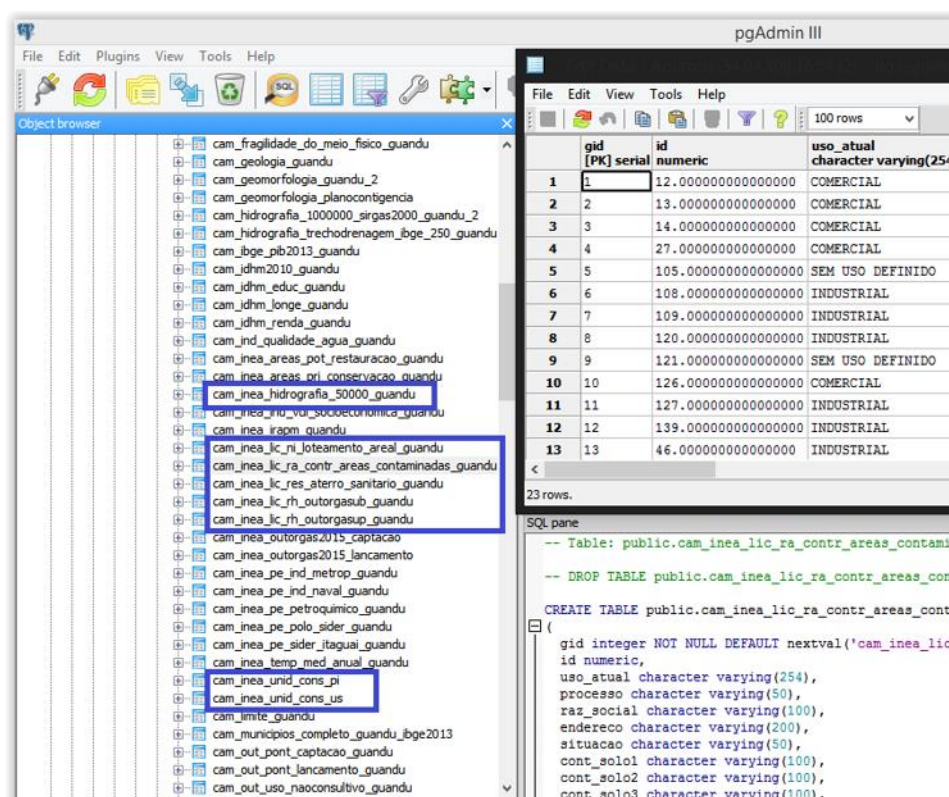 pgAdmin III
File Edit Plugins View Tools Help
SQL
Object browser
cam_fragilidade_do_meio_fisico_guandu
cam_geologia_guandu
cam_geomorfologia_guandu_2
cam_geomorfologia_planocontigencia
cam_hidrografia_1000000_sirgas2000_guandu_2
cam_hidrografia_trechodrenagem_ibge_250_guandu
cam_ibge_pib2013_guandu
cam_idhm2010_guandu
cam_idhm_educ_guandu
cam_idhm_longe_guandu
cam_idhm_renda_guandu
cam_ind_qualidade_agua_guandu
cam_inea_areas_pot_restauracao_guandu
cam_inea_areas_pri_conservacao_guandu
cam_inea_hidrografia_50000_guandu
cam_inea_ind_vul_socioeconomica_guandu
cam_inea_irapm_guandu
cam_inea_lic_ni_loteamento_areal_guandu
cam_inea_lic_ra_contr_areas_contaminadas_guandu
cam_inea_lic_res_aterro_sanitario_guandu
cam_inea_lic_rh_outorgasub_guandu
cam_inea_lic_rh_outorgasup_guandu
cam_inea_outorgas2015_captacao
cam_inea_outorgas2015_lancamento
cam_inea_pe_ind_metrop_guandu
cam_inea_pe_ind_naval_guandu
cam_inea_pe_petroquimico_guandu
cam_inea_pe_polo_sider_guandu
cam_inea_pe_sider_itaguai_guandu
cam_inea_temp_med_anual_guandu
cam_inea_unid_cons_pi
cam_inea_unid_cons_us
cam_limite_guandu
cam_municipios_completo_guandu_ibge2013
cam_out_pont_captacao_guandu
cam_out_pont_lancamento_guandu
cam_out_uso_naoconsultivo_guandu
File Edit View Tools Help
100 rows
gid id uso_atual
[PK] serial numeric character varying(254
1 1 12.000000000000000 COMERCIAL
2 2 13.000000000000000 COMERCIAL
3 3 14.000000000000000 COMERCIAL
4 4 27.000000000000000 COMERCIAL
5 5 105.000000000000000 SEM USO DEFINIDO
6 6 108.000000000000000 INDUSTRIAL
7 7 109.000000000000000 INDUSTRIAL
8 8 120.000000000000000 INDUSTRIAL
9 9 121.000000000000000 SEM USO DEFINIDO
10 10 126.000000000000000 COMERCIAL
11 11 127.000000000000000 INDUSTRIAL
12 12 139.000000000000000 INDUSTRIAL
13 13 46.000000000000000 INDUSTRIAL
23 rows.
SQL pane
-- Table: public.cam_inea_lic_ra_contr_areas_contami
-- DROP TABLE public.cam_inea_lic_ra_contr_areas_con
CREATE TABLE public.cam_inea_lic_ra_contr_areas_cont
(
gid integer NOT NULL DEFAULT nextval('cam_inea_lic
id numeric,
uso_atual character varying(254),
processo character varying(50),
raz_social character varying(100),
endereco character varying(200),
situacao character varying(50),
cont_solo1 character varying(100),
cont_solo2 character varying(100),
cont_solo3 character varying(100),